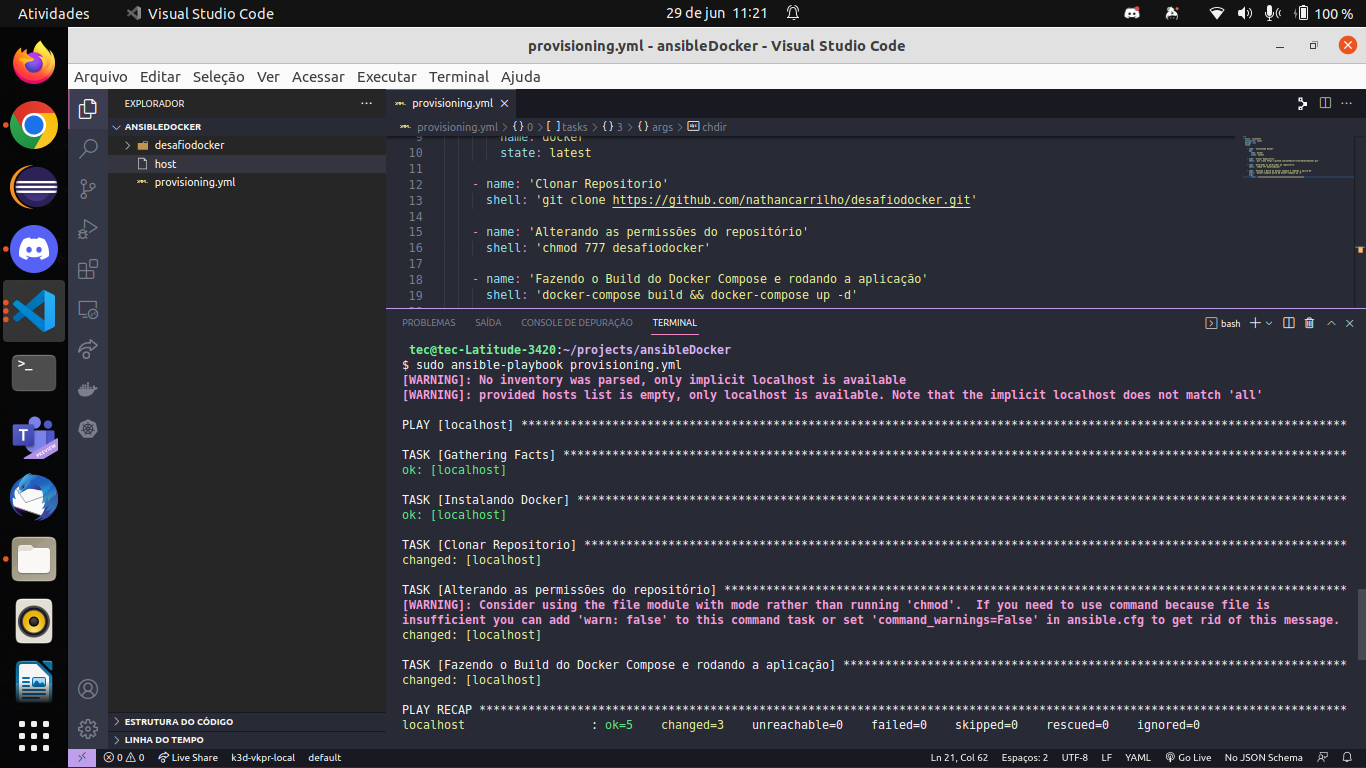 Atividades
Visual Studio Code
29 de jun 11:21
100 %
provisioning.yml - ansibleDocker - Visual Studio Code
Arquivo Editar Seleção Ver Acessar Executar Terminal Ajuda
EXPLORADOR
ANSIBLEDOCKER
desafiodocker
host
provisioning.yml
ESTRUTURA DO CÓDIGO
LINHA DO TEMPO
provisioning.yml
provisioning.yml > {} 0 > [ ] tasks > {} 3 > {} args > chdir
9 name: docker
10 state: latest
11
12 - name: 'Clonar Repositorio'
13 shell: 'git clone https://github.com/nathancarrilho/desafiodocker.git'
14
15 - name: 'Alterando as permissões do repositório'
16 shell: 'chmod 777 desafiodocker'
17
18 - name: 'Fazendo o Build do Docker Compose e rodando a aplicação'
19 shell: 'docker-compose build && docker-compose up -d'
PROBLEMAS SAÍDA CONSOLE DE DEPURAÇÃO TERMINAL
bash
tec@tec-Latitude-3420:~/projects/ansibleDocker
$ sudo ansible-playbook provisioning.yml
[WARNING]: No inventory was parsed, only implicit localhost is available
[WARNING]: provided hosts list is empty, only localhost is available. Note that the implicit localhost does not match 'all'
PLAY [localhost] **********************************************************************************************************************
TASK [Gathering Facts] ****************************************************************************************************************
ok: [localhost]
TASK [Instalando Docker] **************************************************************************************************************
ok: [localhost]
TASK [Clonar Repositorio] *************************************************************************************************************
changed: [localhost]
TASK [Alterando as permissões do repositório] *****************************************************************************************
[WARNING]: Consider using the file module with mode rather than running 'chmod'.  If you need to use command because file is
insufficient you can add 'warn: false' to this command task or set 'command_warnings=False' in ansible.cfg to get rid of this message.
changed: [localhost]
TASK [Fazendo o Build do Docker Compose e rodando a aplicação] ************************************************************************
changed: [localhost]
PLAY RECAP ****************************************************************************************************************************
localhost : ok=5 changed=3 unreachable=0 failed=0 skipped=0 rescued=0 ignored=0
0 0 Live Share k3d-vkpr-local default
Ln 21, Col 62 Espaços: 2 UTF-8 LF YAML Go Live No JSON Schema